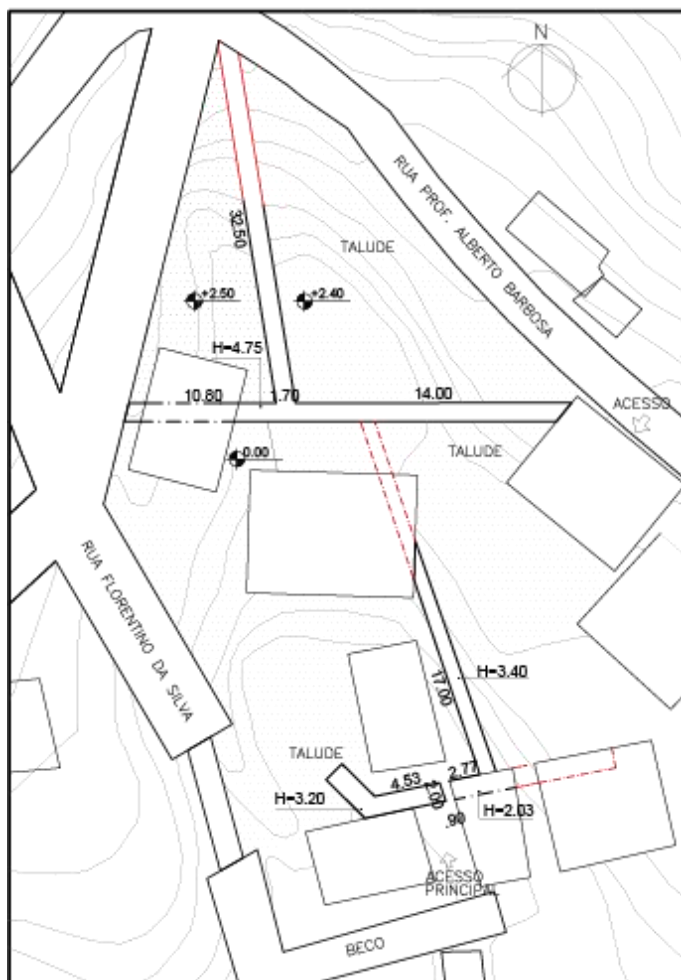 N
RUA PROF. ALBERTO BARBOSA
32.50
TALUDE
+2.50
+2.40
H=4.75
10.80
1.70
14.00
ACESSO
TALUDE
0.00
RUA FLORENTINO DA SILVA
17.00
H=3.40
TALUDE
4.53
2.00
2.77
H=3.20
.90
H=2.03
ACESSO
PRINCIPAL
BECO